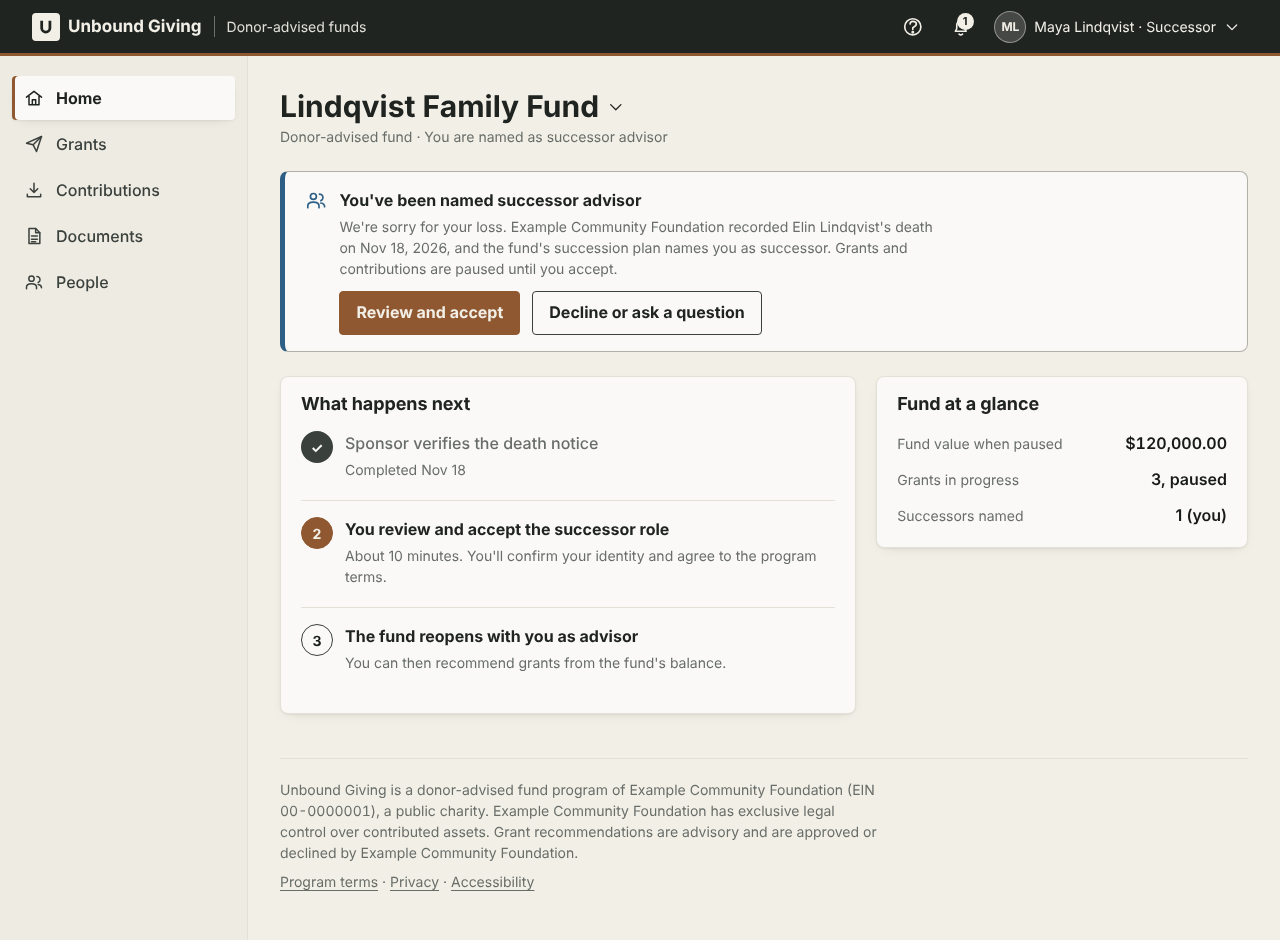 U Unbound Giving Donor-advised funds 1 ML Maya Lindqvist · Successor
Home
Grants
Contributions
Documents
People
Lindqvist Family Fund
Donor-advised fund · You are named as successor advisor
You've been named successor advisor
We're sorry for your loss. Example Community Foundation recorded Elin Lindqvist's death
on Nov 18, 2026, and the fund's succession plan names you as successor. Grants and
contributions are paused until you accept.
Review and accept Decline or ask a question
What happens next
Sponsor verifies the death notice
Completed Nov 18
2 You review and accept the successor role
About 10 minutes. You'll confirm your identity and agree to the program
terms.
3 The fund reopens with you as advisor
You can then recommend grants from the fund's balance.
Fund at a glance
Fund value when paused $120,000.00
Grants in progress 3, paused
Successors named 1 (you)
Unbound Giving is a donor-advised fund program of Example Community Foundation (EIN
00-0000001), a public charity. Example Community Foundation has exclusive legal
control over contributed assets. Grant recommendations are advisory and are approved or
declined by Example Community Foundation.
Program terms · Privacy · Accessibility